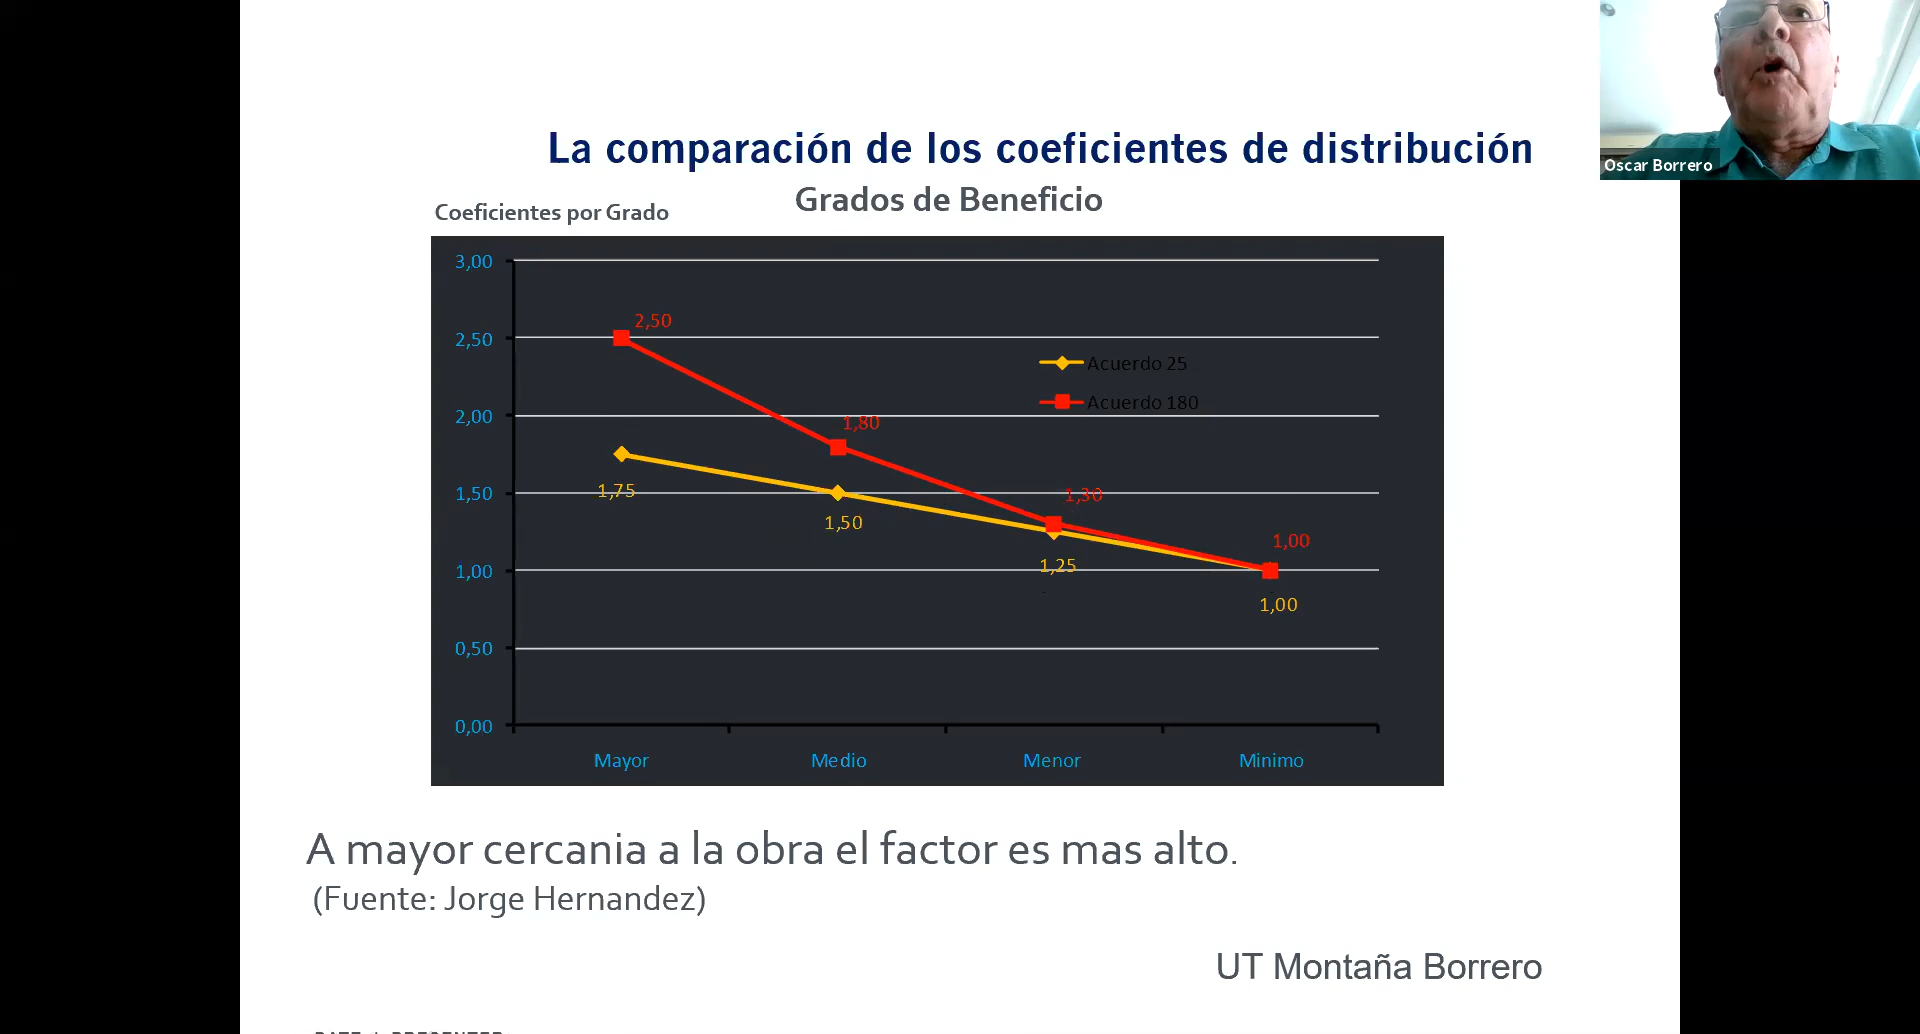 La comparación de los coeficientes de distribución
Grados de Beneficio
Coeficientes por Grado
Oscar Borrero
3,00
2,50
2,00
1,50
1,00
0,50
0,00
2,50
1,80
1,30
1,00
1,75
1,50
1,25
1,00
Acuerdo 25
Acuerdo 180
Mayor Medio Menor Minimo
A mayor cercania a la obra el factor es mas alto.
(Fuente: Jorge Hernandez)
UT Montaña Borrero